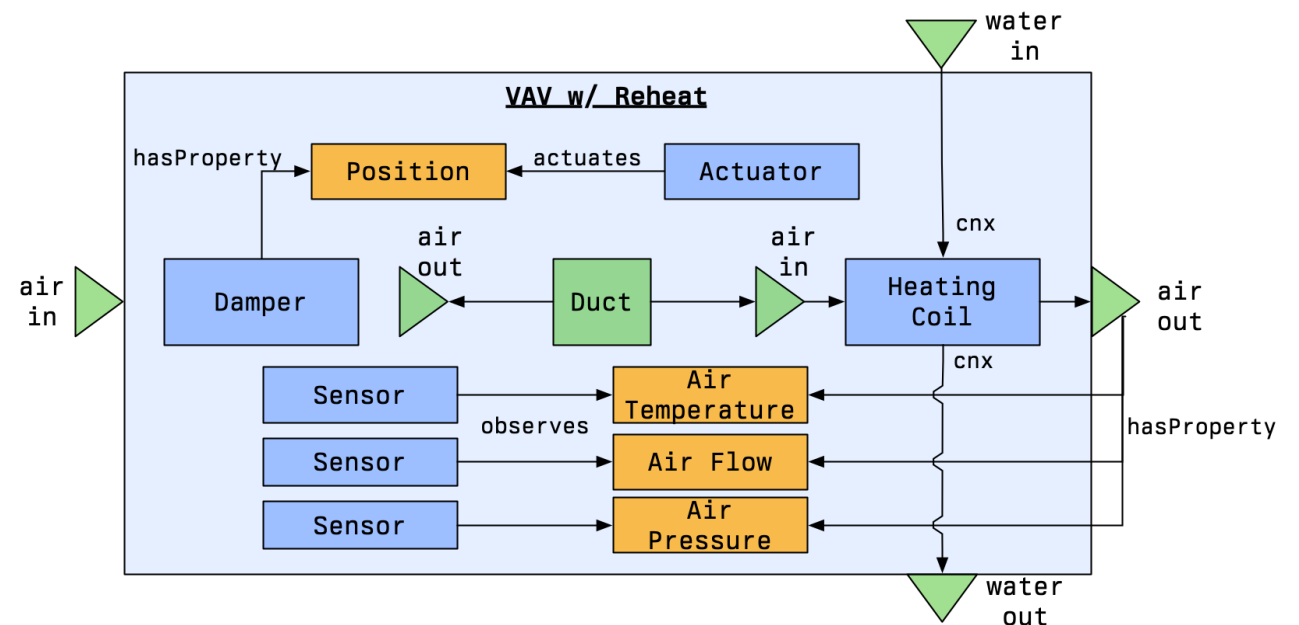 water
in
VAV w/ Reheat
hasProperty
Position
actuates
Actuator
cnx
air
out
air
in
air
in
Damper
Duct
Heating
Coil
air
out
cnx
Sensor
Air
Temperature
observes
hasProperty
Sensor
Air Flow
Sensor
Air
Pressure
water
out